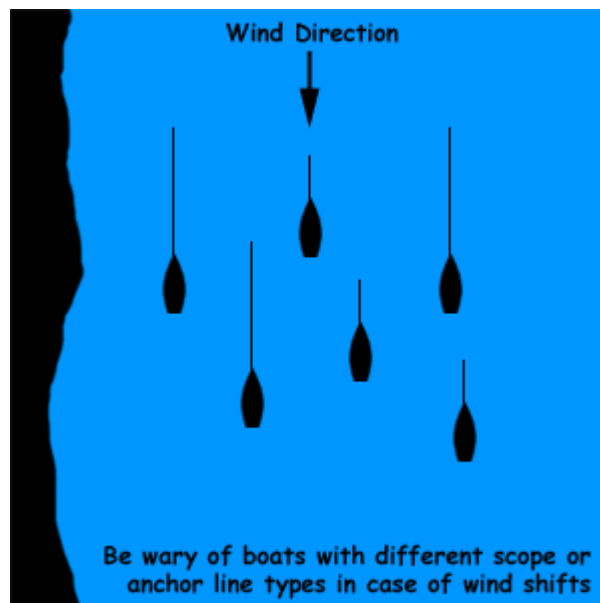 Wind Direction
Be wary of boats with different scope or
anchor line types in case of wind shifts